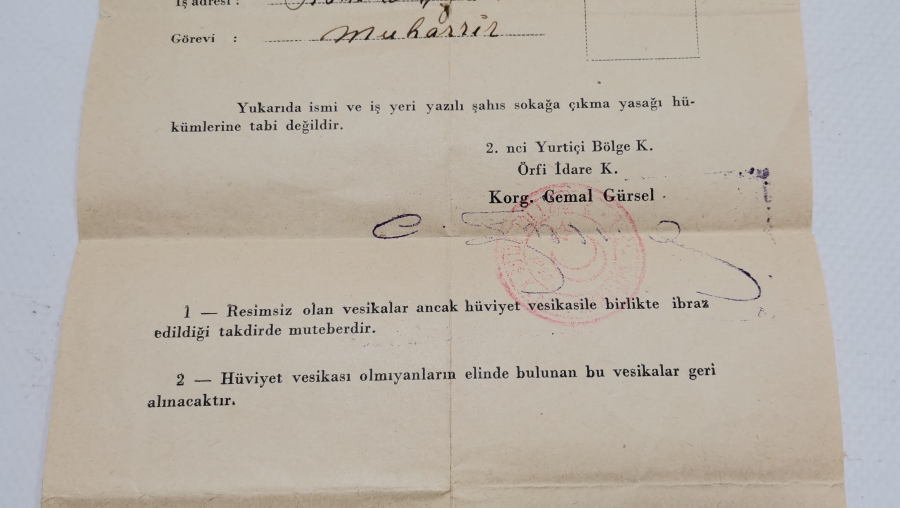 İş adresi :
Görevi : Muharrir
Yukarıda ismi ve iş yeri yazılı şahıs sokağa çıkma yasağı hü-
kümlerine tabi değildir.
2. nci Yurtiçi Bölge K.
Örfi İdare K.
Korg. Cemal Gürsel
1 — Resimsiz olan vesikalar ancak hüviyet vesikasile birlikte ibraz
edildiği takdirde muteberdir.
2 — Hüviyet vesikası olmıyanların elinde bulunan bu vesikalar geri
alınacaktır.